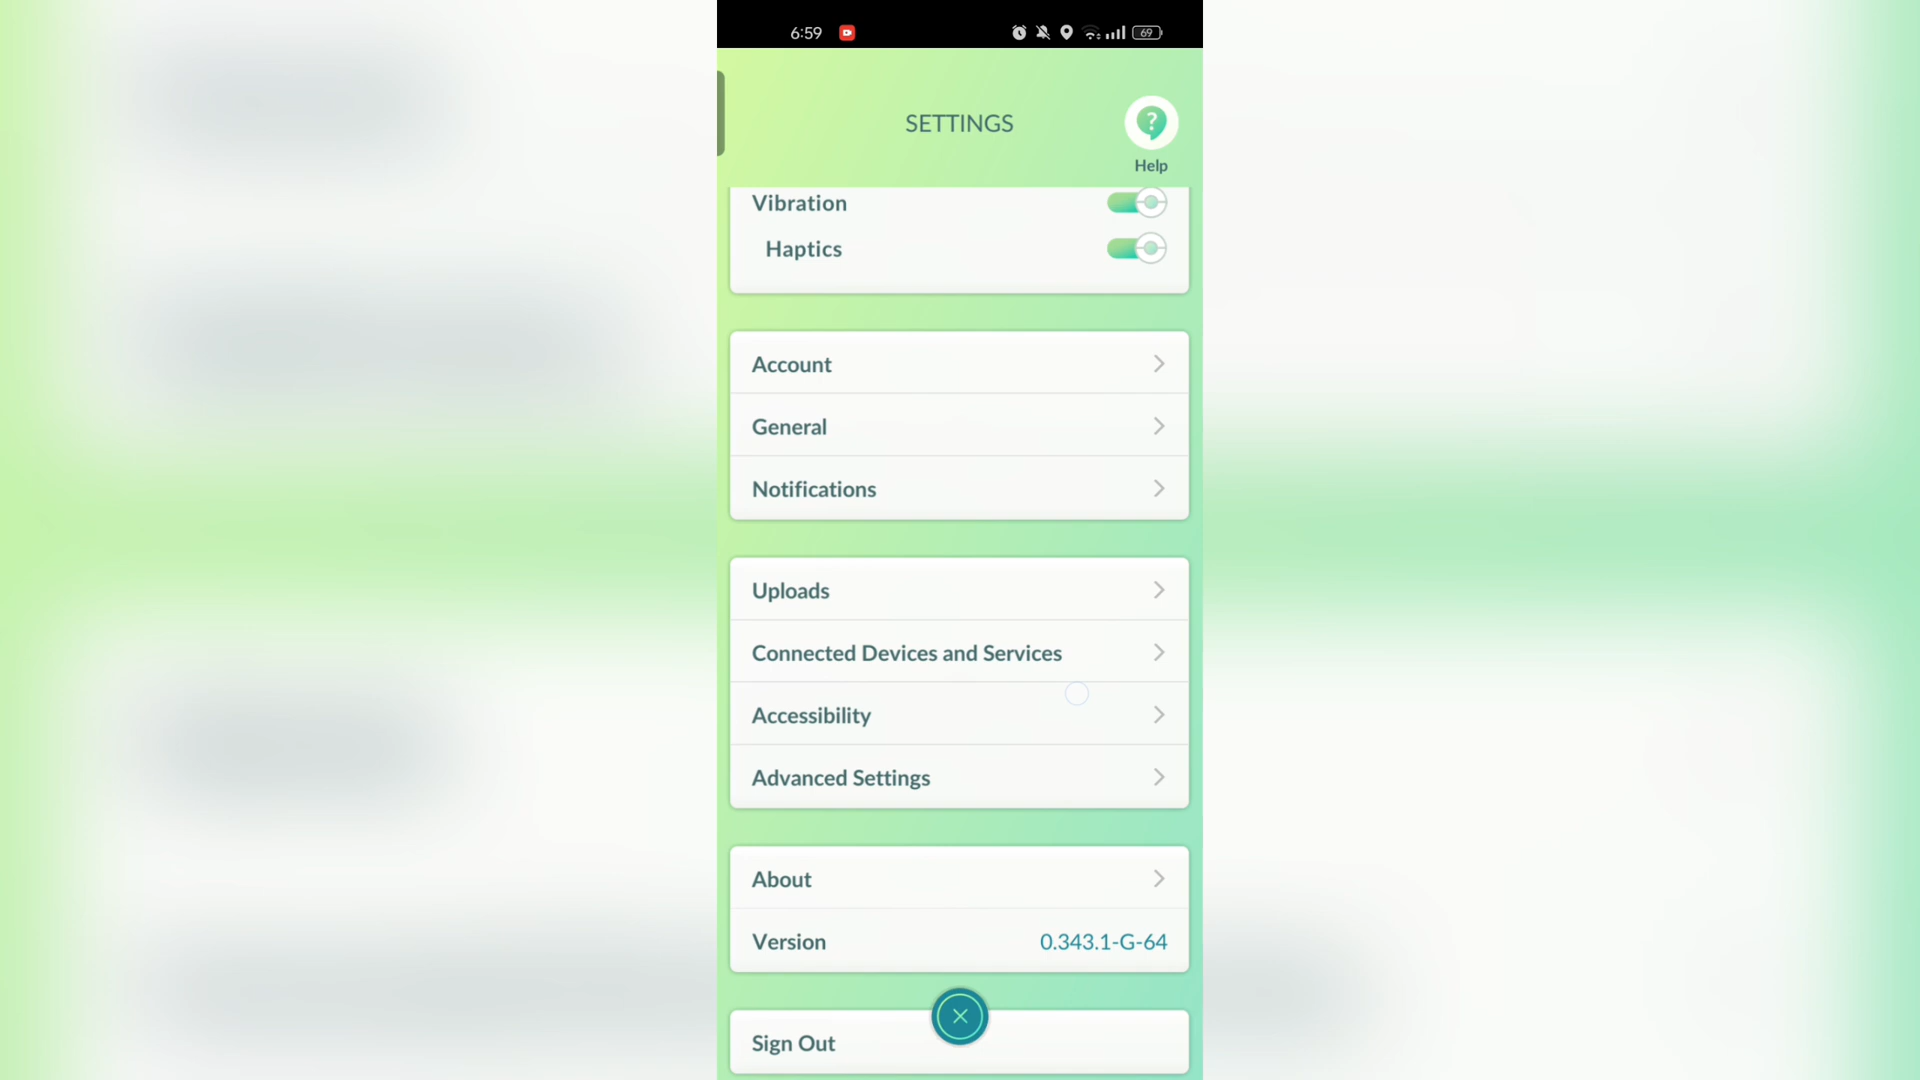 6:59
69
SETTINGS
Help
Vibration
Haptics
Account
General
Notifications
Uploads
Connected Devices and Services
Accessibility
Advanced Settings
About
Version 0.343.1-G-64
Sign Out